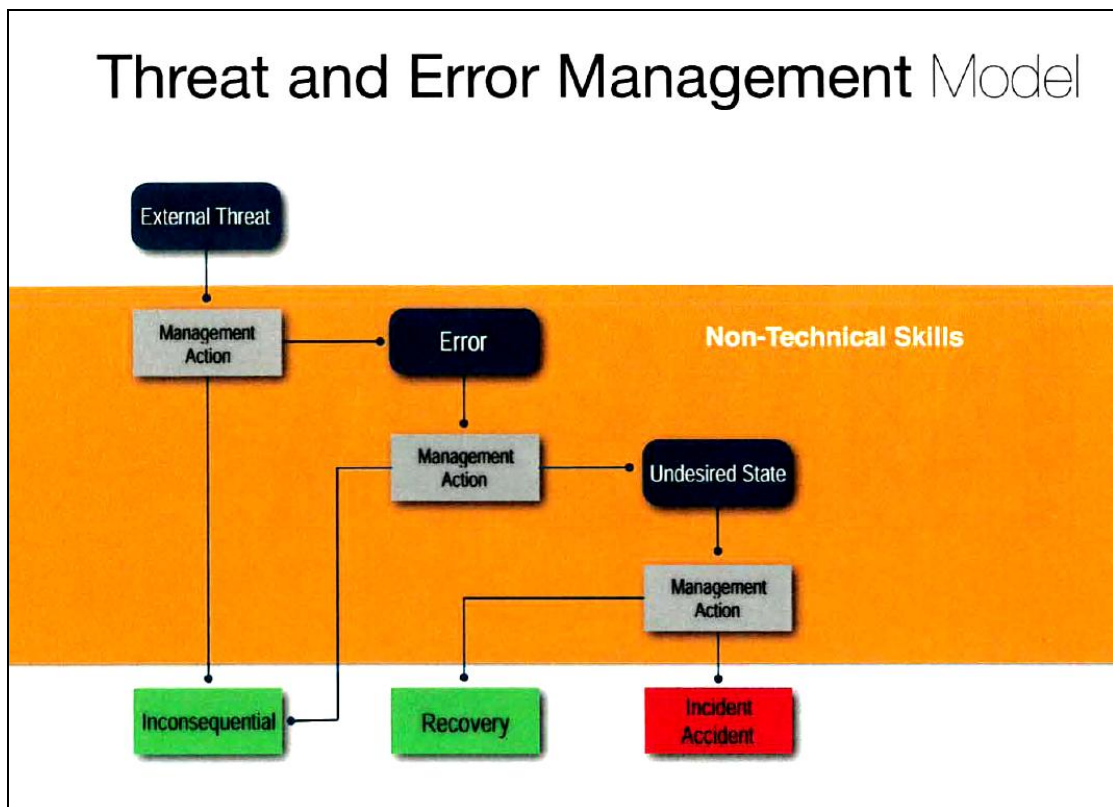 Threat and Error Management Model
External Threat
Management
Action
Error
Non-Technical Skills
Management
Action
Undesired State
Management
Action
Inconsequential
Recovery
Incident
Accident